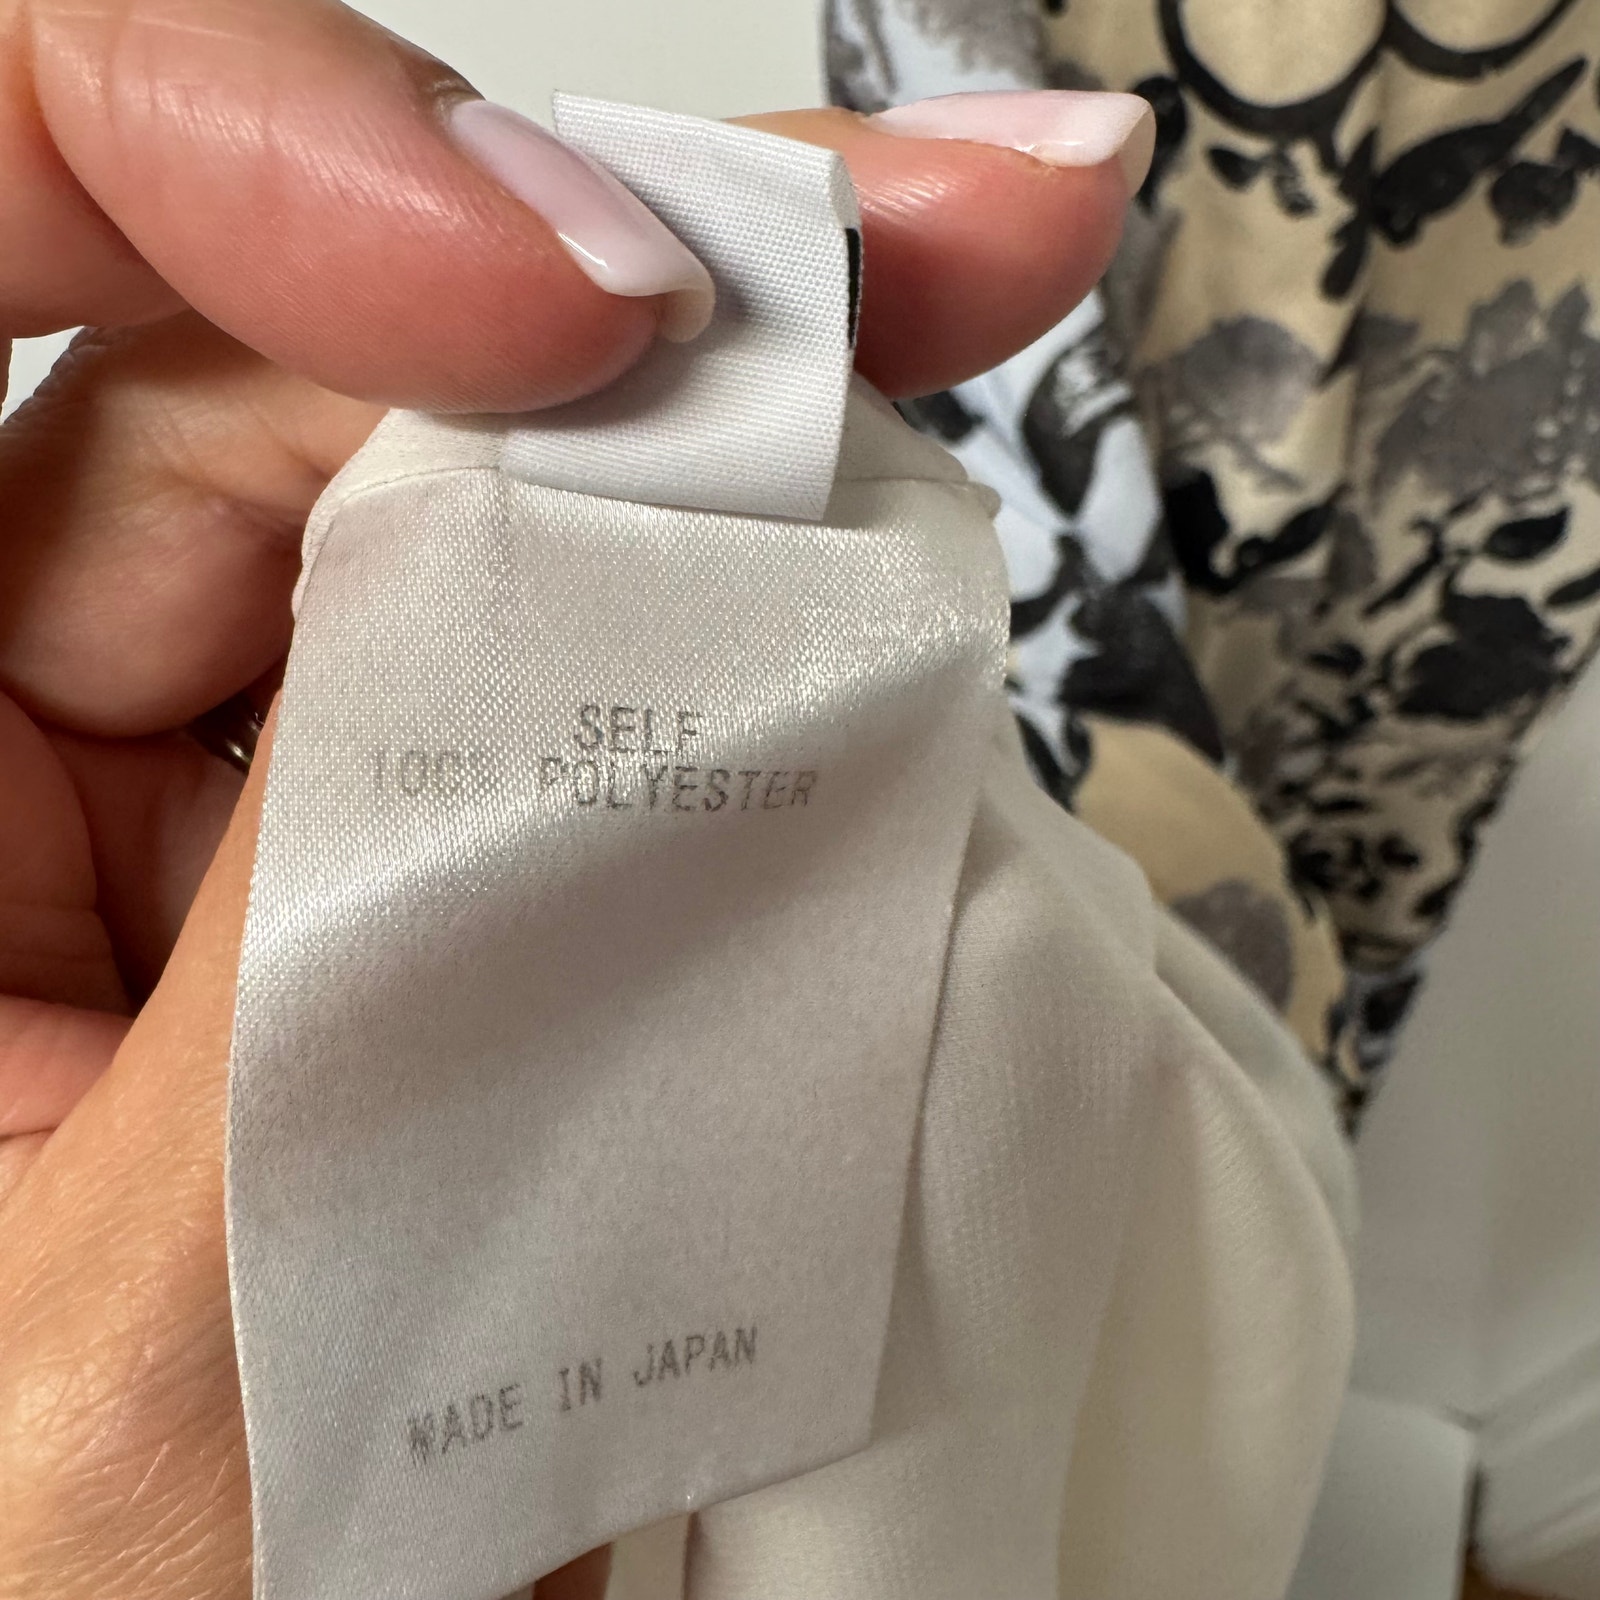 SELF
100% POLYESTER
MADE IN JAPAN